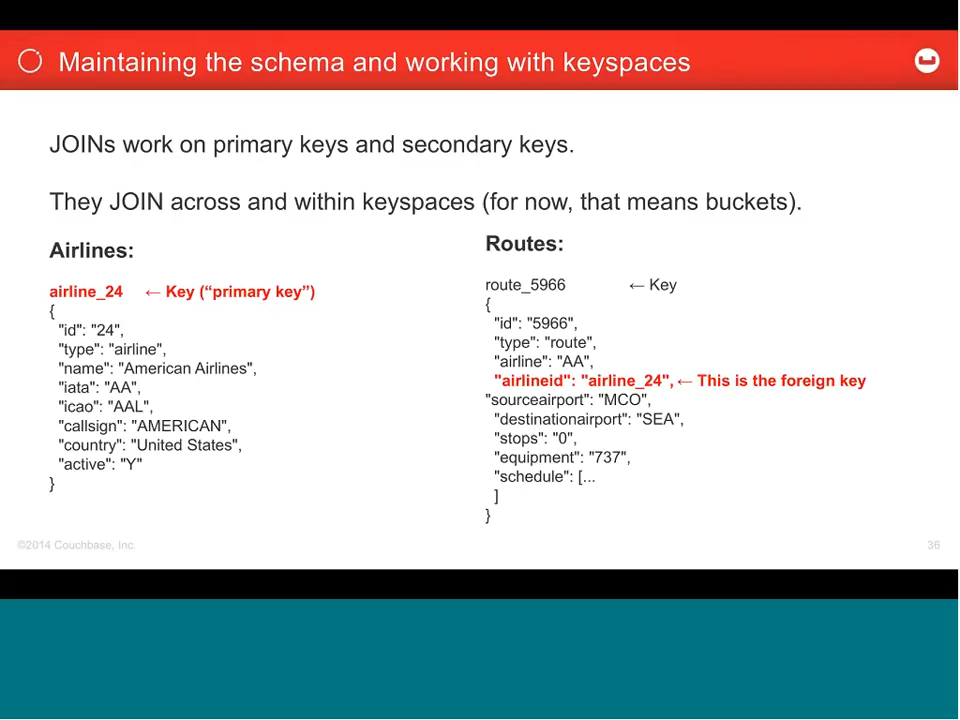 Maintaining the schema and working with keyspaces
JOINs work on primary keys and secondary keys.
They JOIN across and within keyspaces (for now, that means buckets).
Airlines:
airline_24 ← Key (“primary key”)
{
"id": "24",
"type": "airline",
"name": "American Airlines",
"iata": "AA",
"icao": "AAL",
"callsign": "AMERICAN",
"country": "United States",
"active": "Y"
}
Routes:
route_5966 ← Key
{
"id": "5966",
"type": "route",
"airline": "AA",
"airlineid": "airline_24", ← This is the foreign key
"sourceairport": "MCO",
"destinationairport": "SEA",
"stops": "0",
"equipment": "737",
"schedule": [...
]
}
©2014 Couchbase, Inc.
36